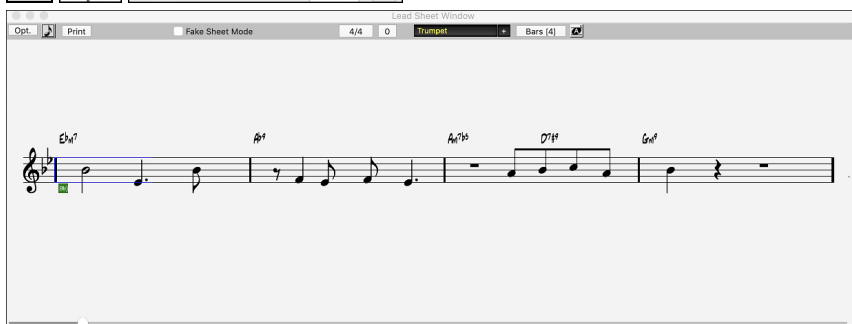 Lead Sheet Window
Opt. Print Fake Sheet Mode 4/4 0 Trumpet + Bars (4)
Ebm7 Ab9 Am7b5 D7#9 Gm9